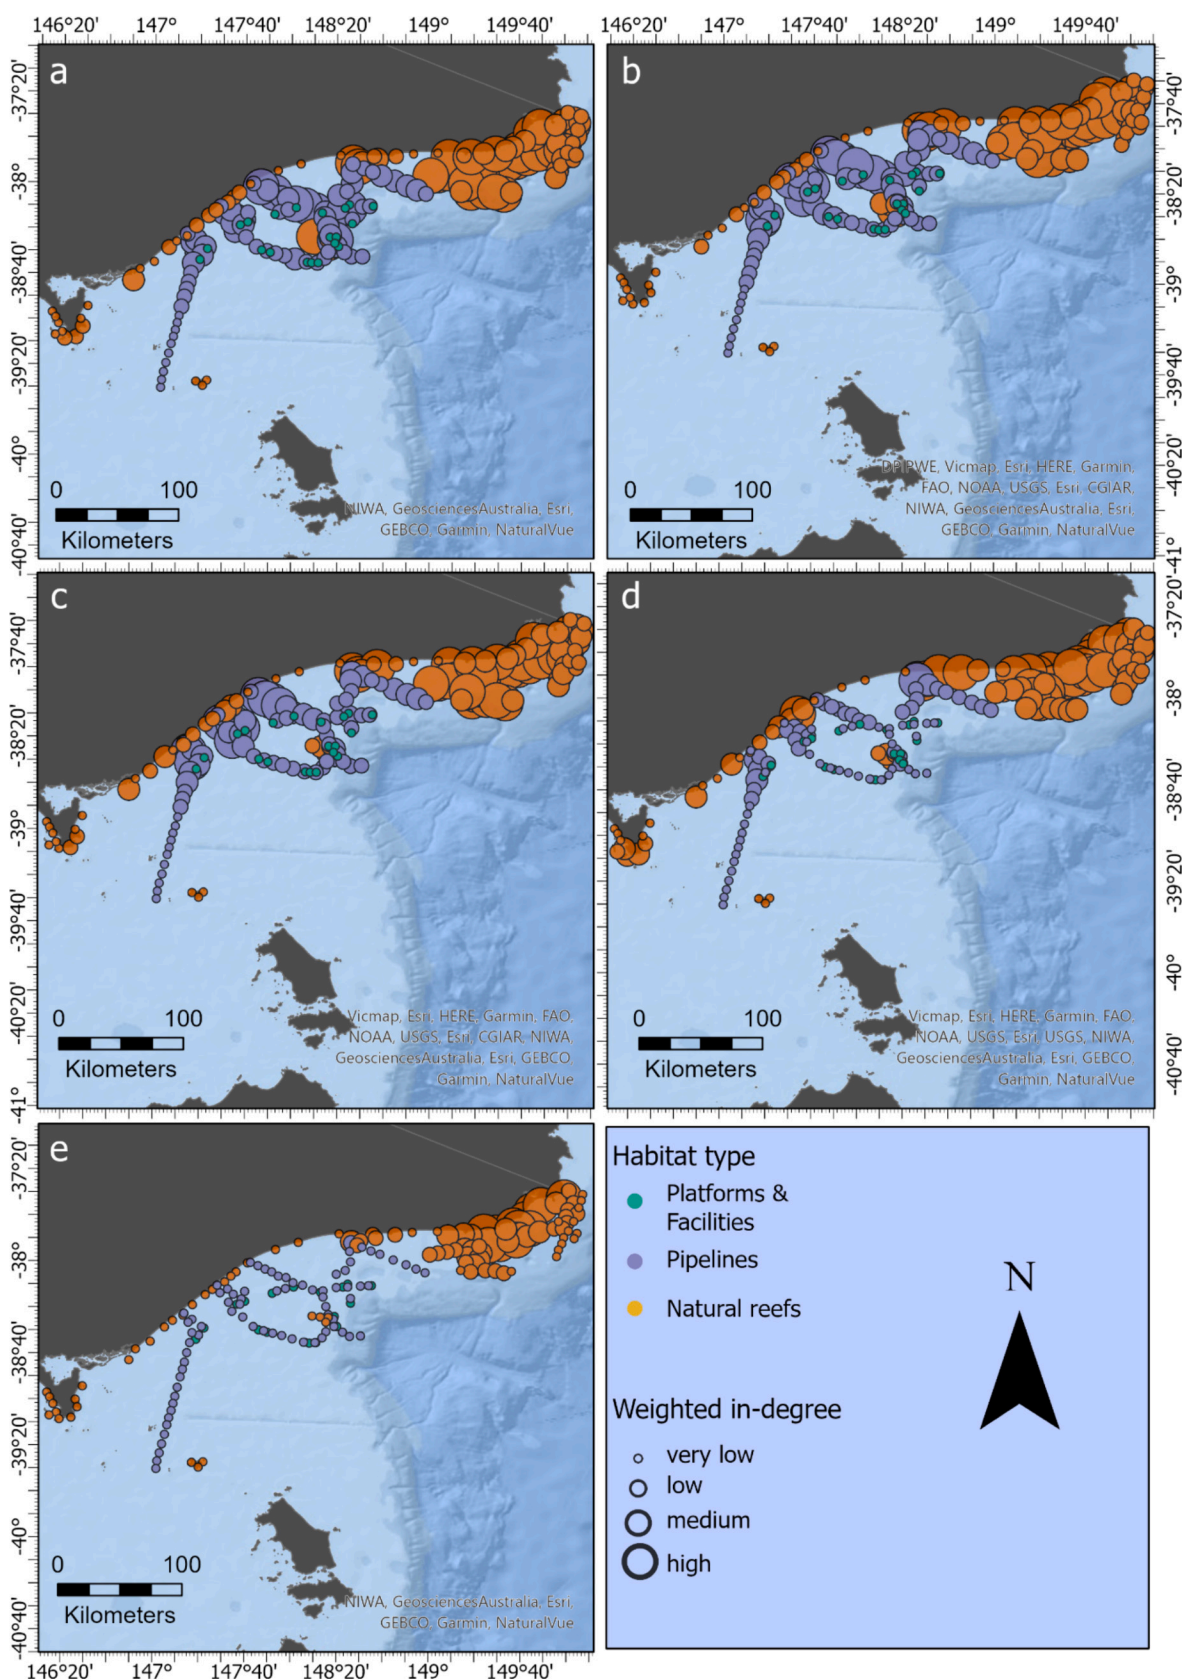 146°20' 147° 147°40' 148°20' 149° 149°40'
146°20' 147° 147°40' 148°20' 149° 149°40'
a
-37°20'
-38°
-38°40'
-39°20'
-40°
-40°40'
0 100
Kilometers
NIWA, GeosciencesAustralia, Esri,
GEBCO, Garmin, NaturalVue
b
-37°40'
-38°20'
-39°
-39°40'
-40°20'
-41°
0 100
Kilometers
DPIPWE, Vicmap, Esri, HERE, Garmin,
FAO, NOAA, USGS, Esri, CGIAR,
NIWA, GeosciencesAustralia, Esri,
GEBCO, Garmin, NaturalVue
c
-37°40'
-38°20'
-39°
-39°40'
-40°20'
-41°
0 100
Kilometers
Vicmap, Esri, HERE, Garmin, FAO,
NOAA, USGS, Esri, CGIAR, NIWA,
GeosciencesAustralia, Esri, GEBCO,
Garmin, NaturalVue
d
-37°20'
-38°
-38°40'
-39°20'
-40°
-40°40'
0 100
Kilometers
Vicmap, Esri, HERE, Garmin, FAO,
NOAA, USGS, Esri, USGS, NIWA,
GeosciencesAustralia, Esri, GEBCO,
Garmin, NaturalVue
e
-37°20'
-38°
-38°40'
-39°20'
-40°
-40°40'
0 100
Kilometers
NIWA, GeosciencesAustralia, Esri,
GEBCO, Garmin, NaturalVue
146°20' 147° 147°40' 148°20' 149° 149°40'
Habitat type
Platforms &
Facilities
Pipelines
Natural reefs
N
Weighted in-degree
very low
low
medium
high